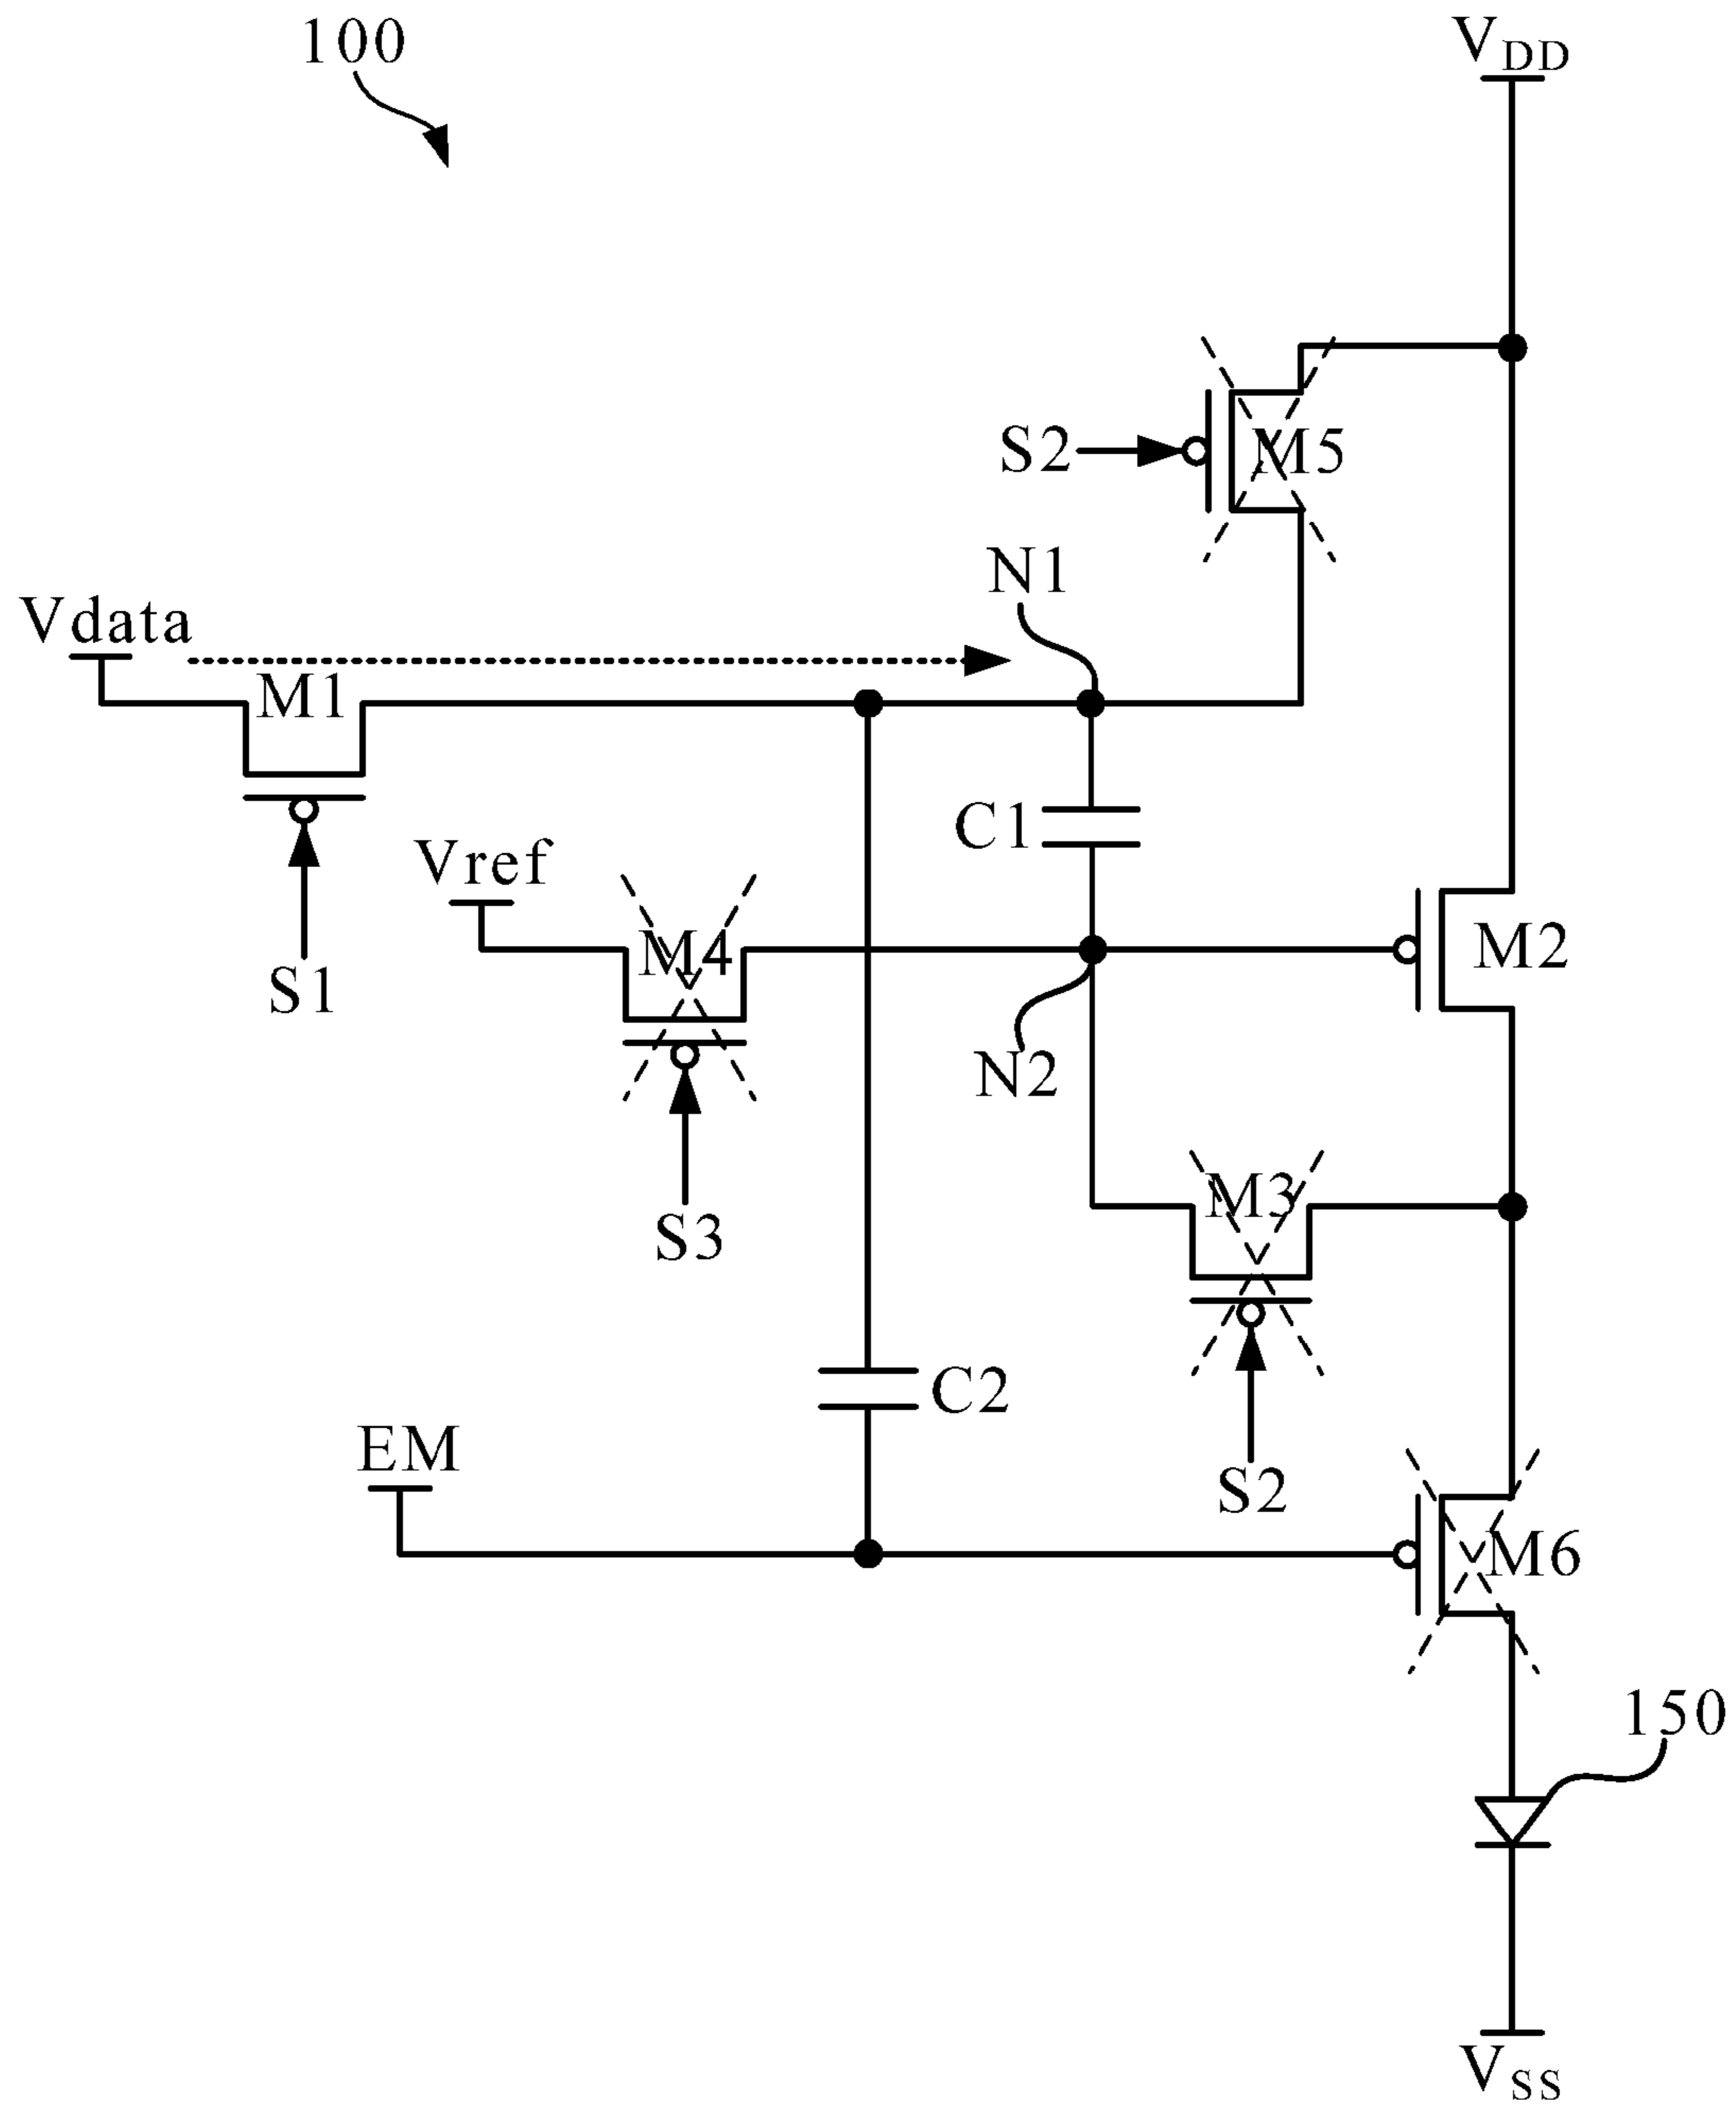 100
VDD
S2
M5
N1
Vdata
M1
C1
Vref
M4
M2
S1
N2
M3
S3
C2
EM
S2
M6
150
VSS